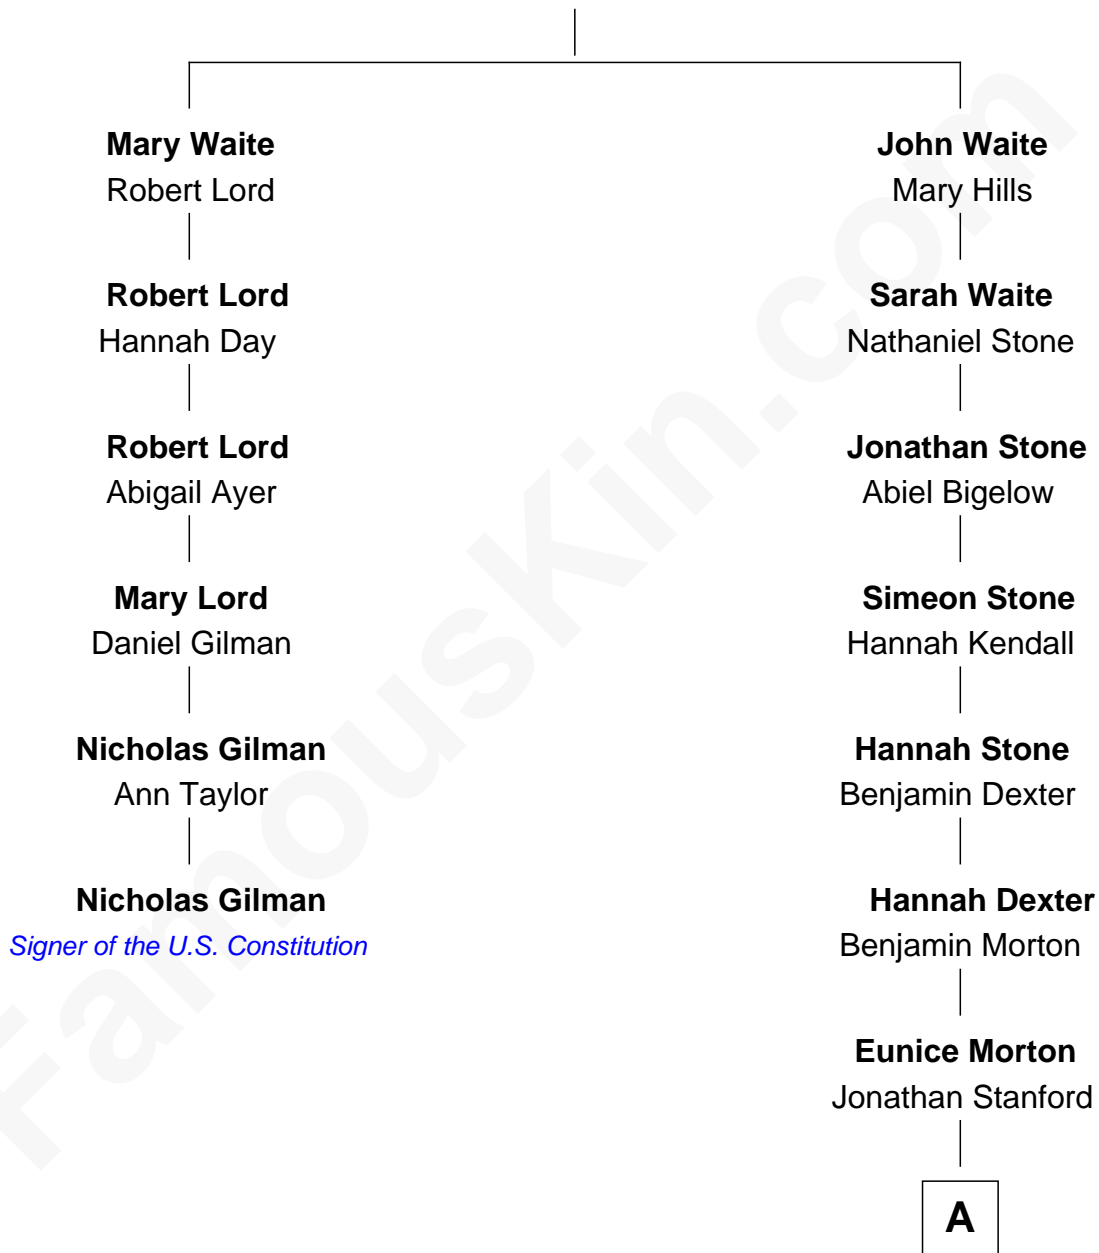 Mary Waite
Robert Lord
Robert Lord
Hannah Day
Robert Lord
Abigail Ayer
Mary Lord
Daniel Gilman
Nicholas Gilman
Ann Taylor
Nicholas Gilman
Signer of the U.S. Constitution
John Waite
Mary Hills
Sarah Waite
Nathaniel Stone
Jonathan Stone
Abiel Bigelow
Simeon Stone
Hannah Kendall
Hannah Stone
Benjamin Dexter
Hannah Dexter
Benjamin Morton
Eunice Morton
Jonathan Stanford
A
FamousKin.com